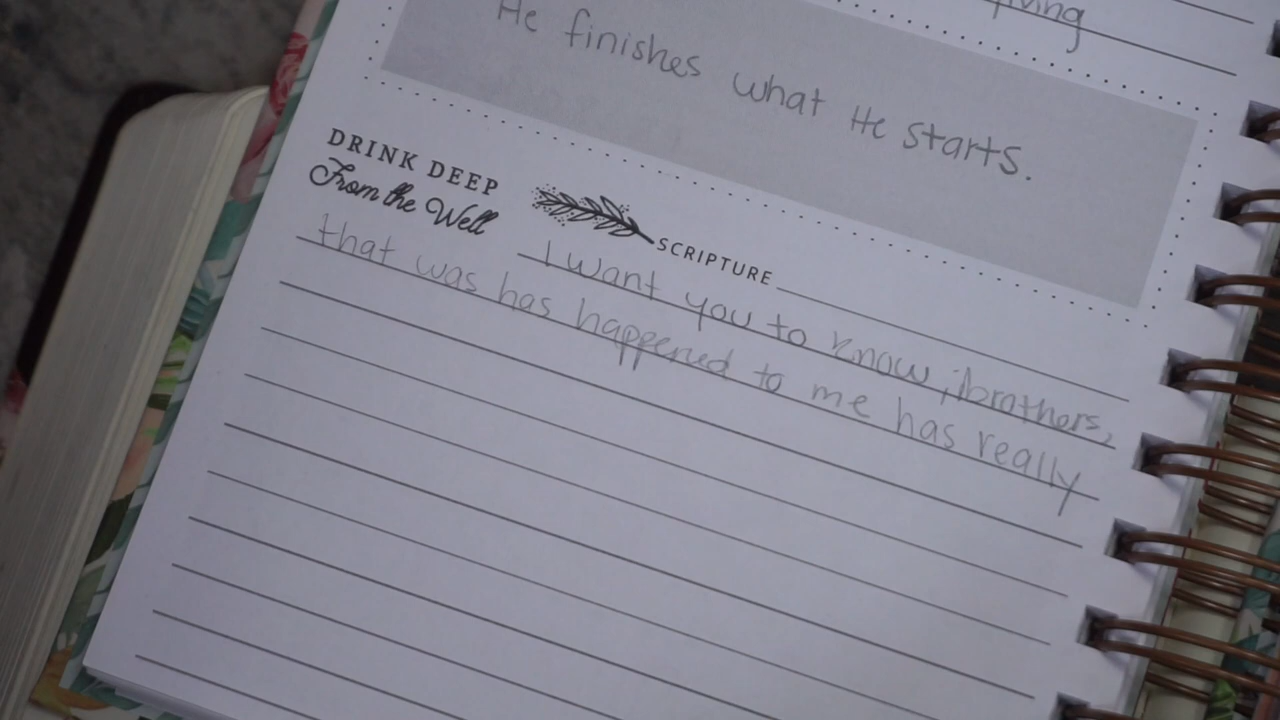 He finishes what He starts.
DRINK DEEP
From the Well
SCRIPTURE
I want you to know, brothers,
that was has happened to me has really